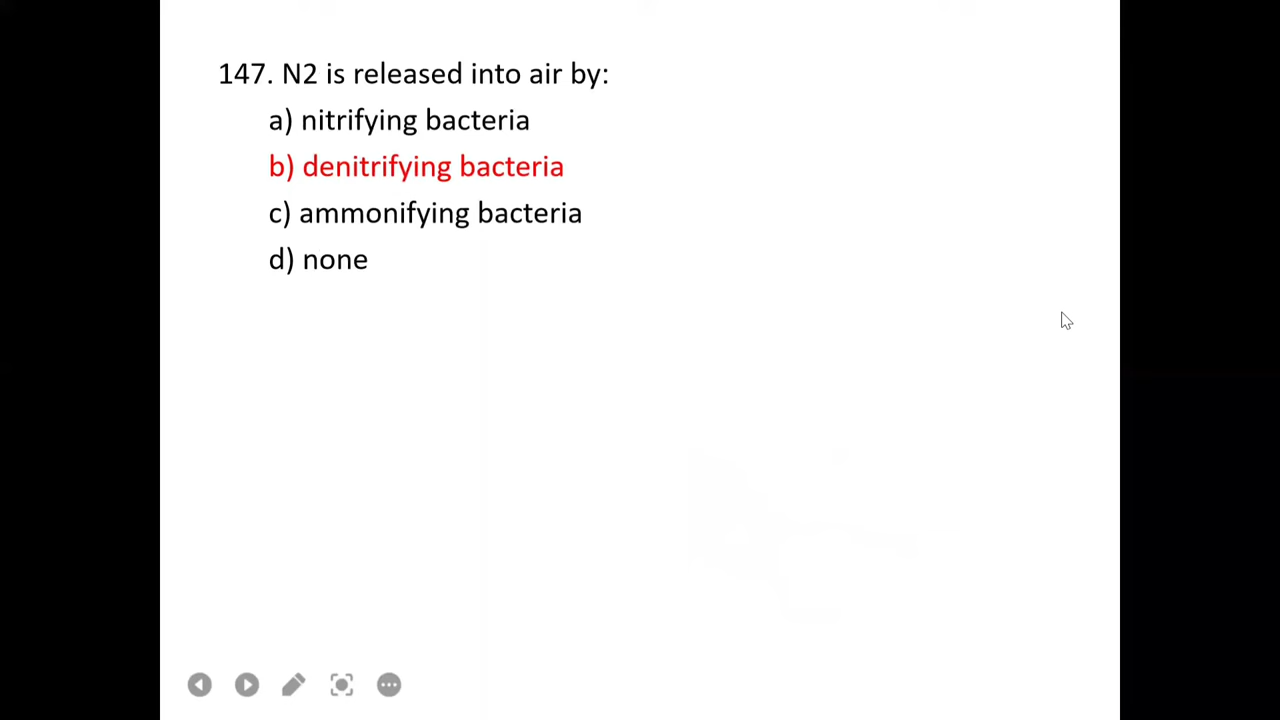 147. N2 is released into air by:
a) nitrifying bacteria
b) denitrifying bacteria
c) ammonifying bacteria
d) none